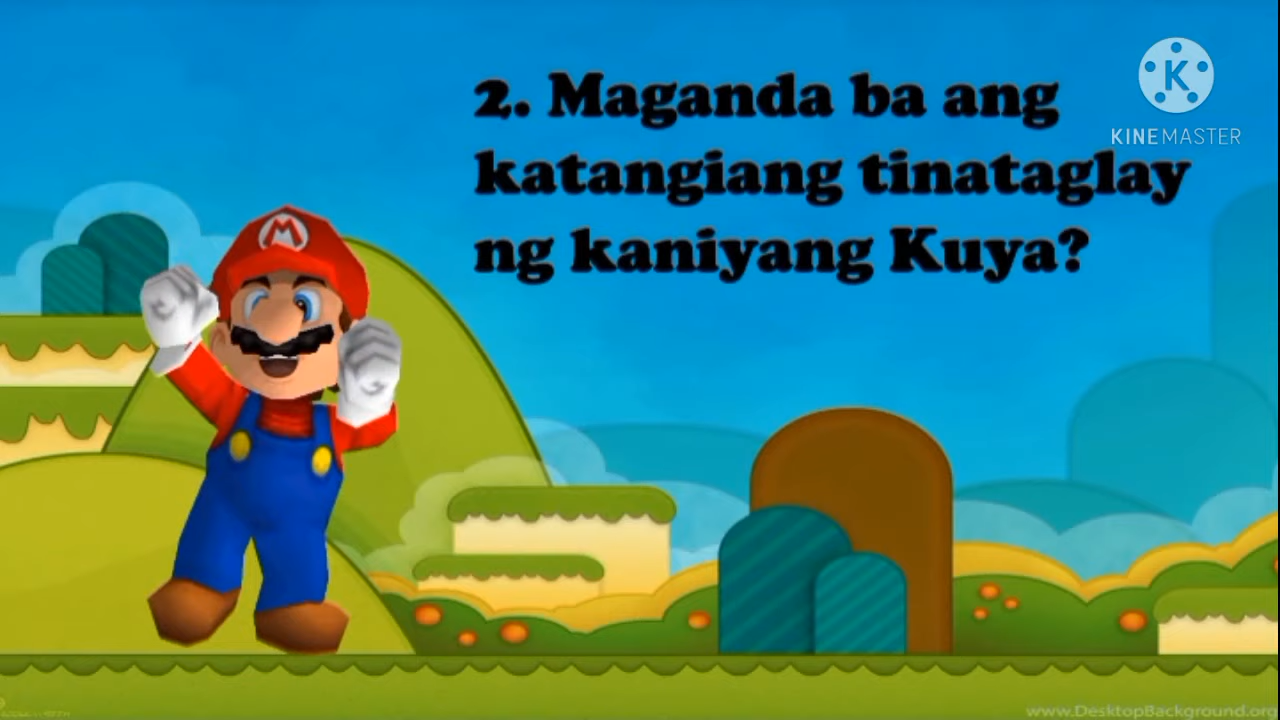 2. Maganda ba ang
katangiang tinataglay
ng kaniyang Kuya?
K
KINEMASTER
M
www.DesktopBackground.org